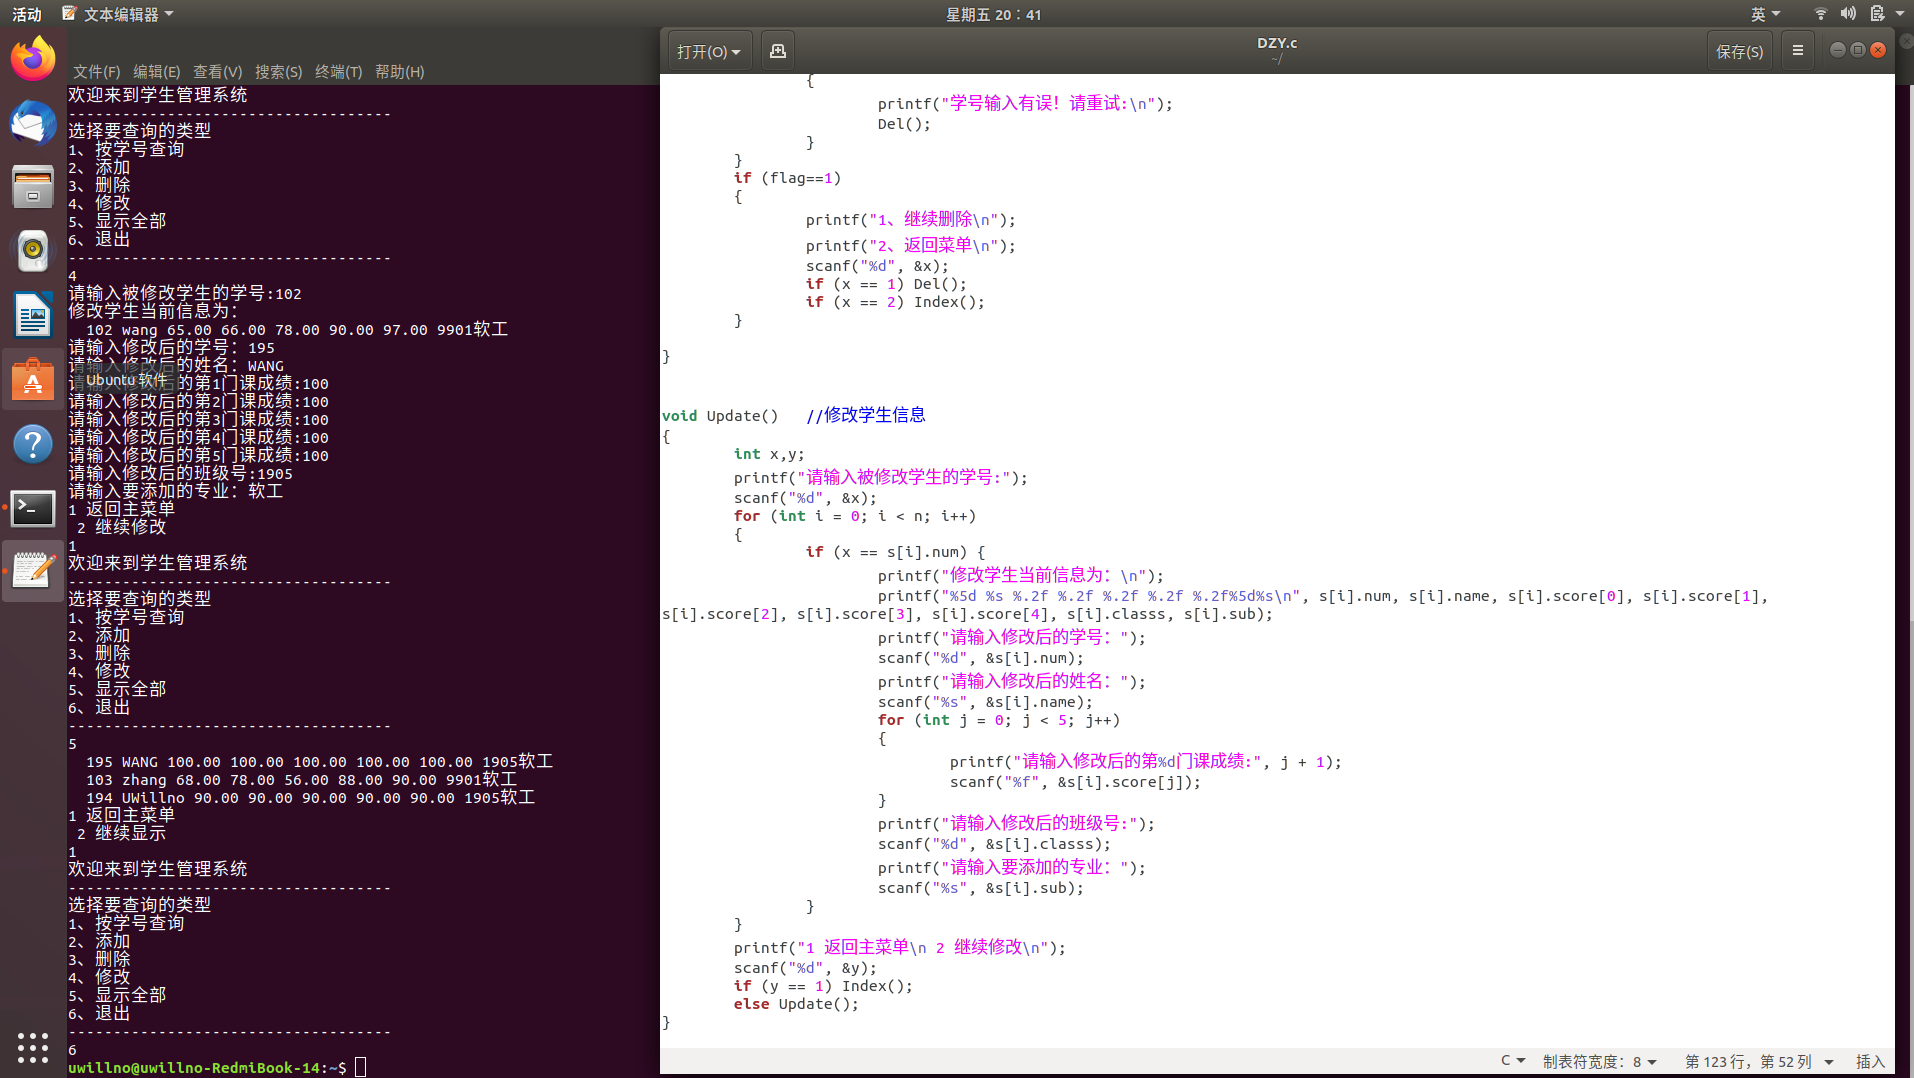 活动 文本编辑器 星期五 20：41 英
文件(F) 编辑(E) 查看(V) 搜索(S) 终端(T) 帮助(H)
欢迎来到学生管理系统
------------------------------------
选择要查询的类型
1、按学号查询
2、添加
3、删除
4、修改
5、显示全部
6、退出
------------------------------------
4
请输入被修改学生的学号:102
修改学生当前信息为：
  102 wang 65.00 66.00 78.00 90.00 97.00 9901软工
请输入修改后的学号：195
请输入修改后的姓名：WANG
Ubuntu 软件
的第1门课成绩:100
请输入修改后的第2门课成绩:100
请输入修改后的第3门课成绩:100
请输入修改后的第4门课成绩:100
请输入修改后的第5门课成绩:100
请输入修改后的班级号:1905
请输入要添加的专业：软工
1 返回主菜单
 2 继续修改
1
欢迎来到学生管理系统
------------------------------------
选择要查询的类型
1、按学号查询
2、添加
3、删除
4、修改
5、显示全部
6、退出
------------------------------------
5
  195 WANG 100.00 100.00 100.00 100.00 100.00 1905软工
  103 zhang 68.00 78.00 56.00 88.00 90.00 9901软工
  194 UWillno 90.00 90.00 90.00 90.00 90.00 1905软工
1 返回主菜单
 2 继续显示
1
欢迎来到学生管理系统
------------------------------------
选择要查询的类型
1、按学号查询
2、添加
3、删除
4、修改
5、显示全部
6、退出
------------------------------------
6
uwillno@uwillno-RedmiBook-14:~$
打开(O) DZY.c 保存(S)
~/
{
printf("学号输入有误！请重试:\n");
Del();
}
}
if (flag==1)
{
printf("1、继续删除\n");
printf("2、返回菜单\n");
scanf("%d", &x);
if (x == 1) Del();
if (x == 2) Index();
}
}
void Update()   //修改学生信息
{
int x,y;
printf("请输入被修改学生的学号:");
scanf("%d", &x);
for (int i = 0; i < n; i++)
{
if (x == s[i].num) {
printf("修改学生当前信息为：\n");
printf("%5d %s %.2f %.2f %.2f %.2f %.2f%5d%s\n", s[i].num, s[i].name, s[i].score[0], s[i].score[1],
s[i].score[2], s[i].score[3], s[i].score[4], s[i].classs, s[i].sub);
printf("请输入修改后的学号：");
scanf("%d", &s[i].num);
printf("请输入修改后的姓名：");
scanf("%s", &s[i].name);
for (int j = 0; j < 5; j++)
{
printf("请输入修改后的第%d门课成绩:", j + 1);
scanf("%f", &s[i].score[j]);
}
printf("请输入修改后的班级号:");
scanf("%d", &s[i].classs);
printf("请输入要添加的专业：");
scanf("%s", &s[i].sub);
}
}
printf("1 返回主菜单\n 2 继续修改\n");
scanf("%d", &y);
if (y == 1) Index();
else Update();
}
C 制表符宽度：8 第 123 行，第 52 列 插入